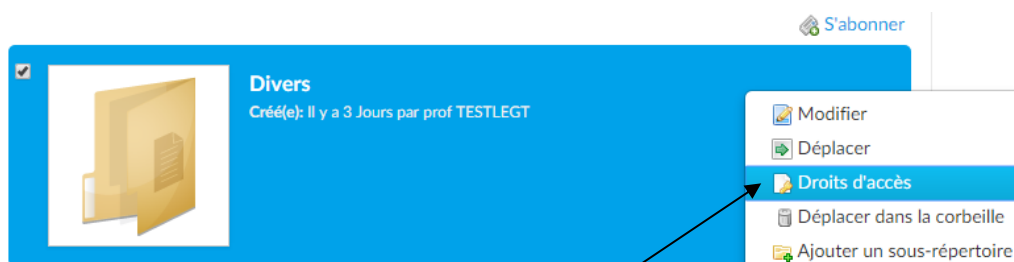 S'abonner
Divers
Créé(e): Il y a 3 Jours par prof TESTLEGT
Modifier
Déplacer
Droits d'accès
Déplacer dans la corbeille
Ajouter un sous-répertoire